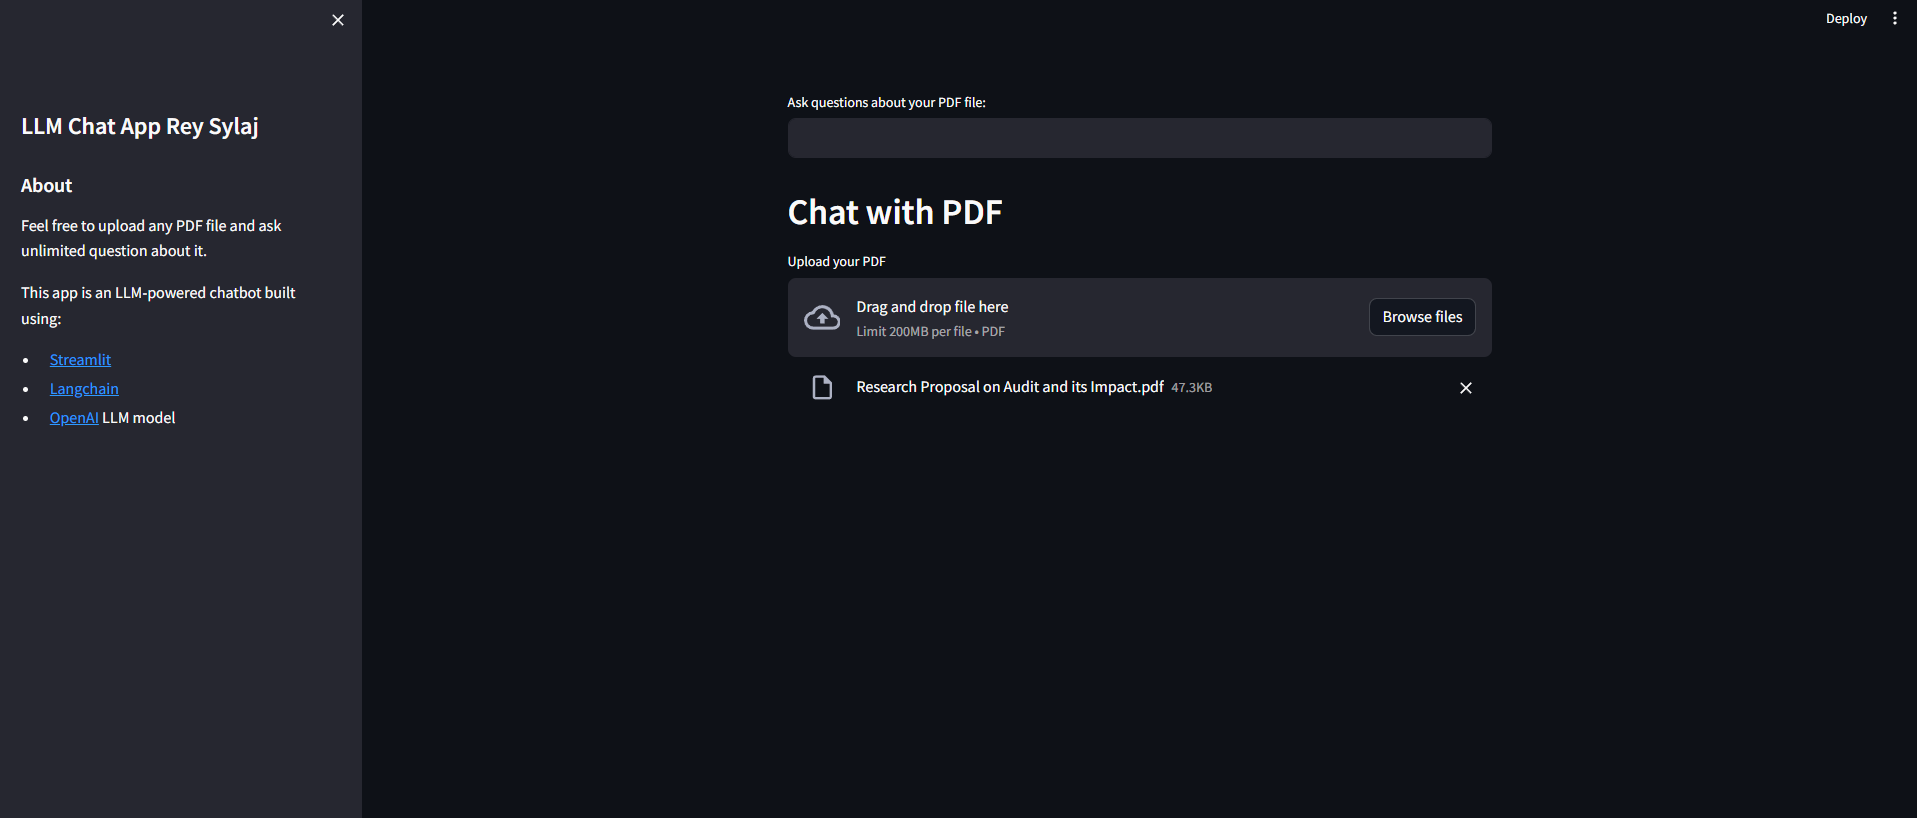 LLM Chat App Rey Sylaj
About
Feel free to upload any PDF file and ask
unlimited question about it.
This app is an LLM-powered chatbot built
using:
• Streamlit
• Langchain
• OpenAI LLM model
Deploy
Ask questions about your PDF file:
Chat with PDF
Upload your PDF
Drag and drop file here
Limit 200MB per file • PDF
Browse files
Research Proposal on Audit and its Impact.pdf 47.3KB